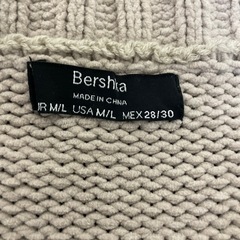 Bershka
MADE IN CHINA
UR M/L USA M/L MEX 28/30